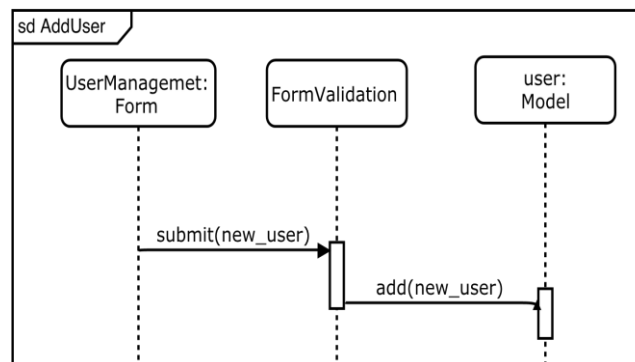 sd AddUser
UserManagemet:
Form
FormValidation
user:
Model
submit(new_user)
add(new_user)